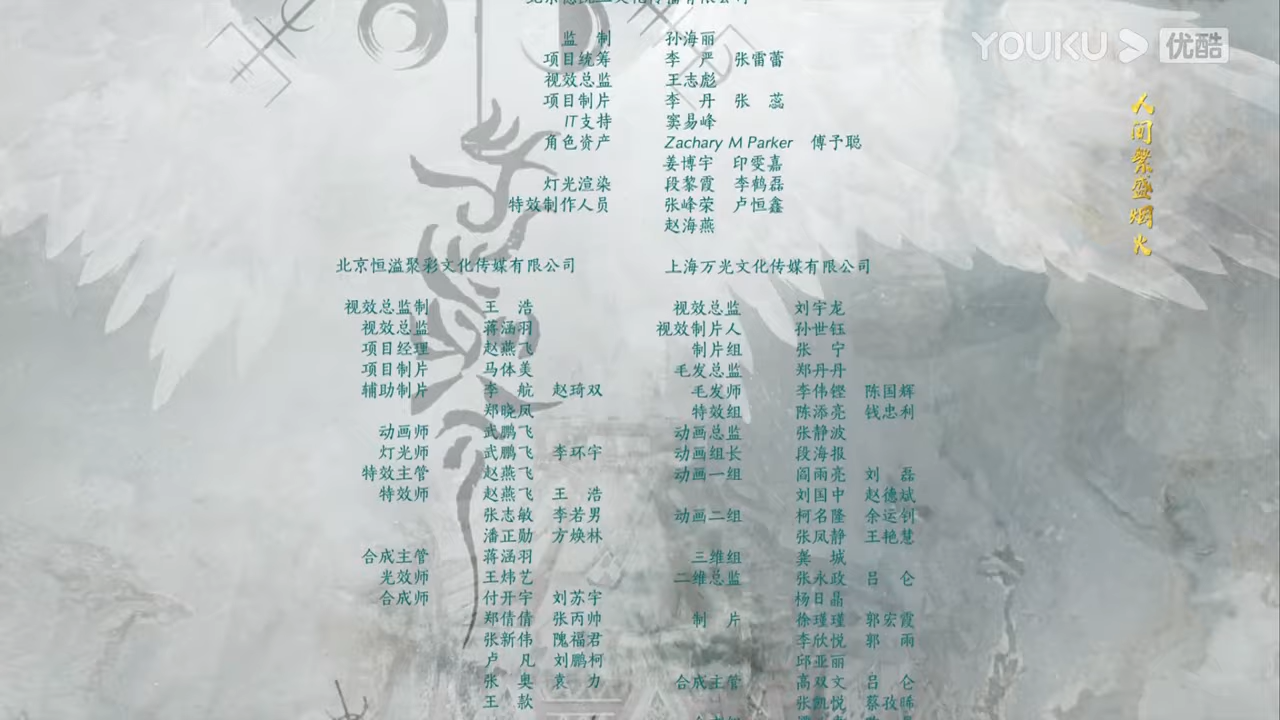 YOUKU 优酷
人间繁盛烟火
监 制 孙海丽
项目统筹 李 严 张雷蕾
视效总监 王志彪
项目制片 李 丹 张 蕊
IT支持 窦易峰
角色资产 Zachary M Parker 傅予聪
姜博宇 印雯嘉
灯光渲染 段黎霞 李鹤磊
特效制作人员 张峰荣 卢恒鑫
赵海燕
北京恒溢聚彩文化传媒有限公司
视效总监制 王 浩
视效总监 蒋涵羽
项目经理 赵燕飞
项目制片 马体美
辅助制片 李 航 赵琦双
郑晓凤
动画师 武鹏飞
灯光师 武鹏飞 李环宇
特效主管 赵燕飞
特效师 赵燕飞 王 浩
张志敏 李若男
潘正勋 方焕林
合成主管 蒋涵羽
光效师 王炜艺
合成师 付开宇 刘苏宇
郑倩倩 张丙帅
张新伟 隗福君
卢 凡 刘鹏柯
张 奥 袁 力
王 款
上海万光文化传媒有限公司
视效总监 刘宇龙
视效制片人 孙世钰
制片组 张 宁
毛发总监 郑丹丹
毛发师 李伟铿 陈国辉
特效组 陈添亮 钱忠利
动画总监 张静波
动画组长 段海报
动画一组 阎雨亮 刘 磊
刘国中 赵德斌
动画二组 柯名隆 余运钊
张凤静 王艳慧
三维组 龚 城
二维总监 张永政 吕 仑
杨日晶
制 片 徐瑾瑾 郭宏霞
李欣悦 郭 雨
邱亚丽
合成主管 高双文 吕 仑
张凯悦 蔡孜晞